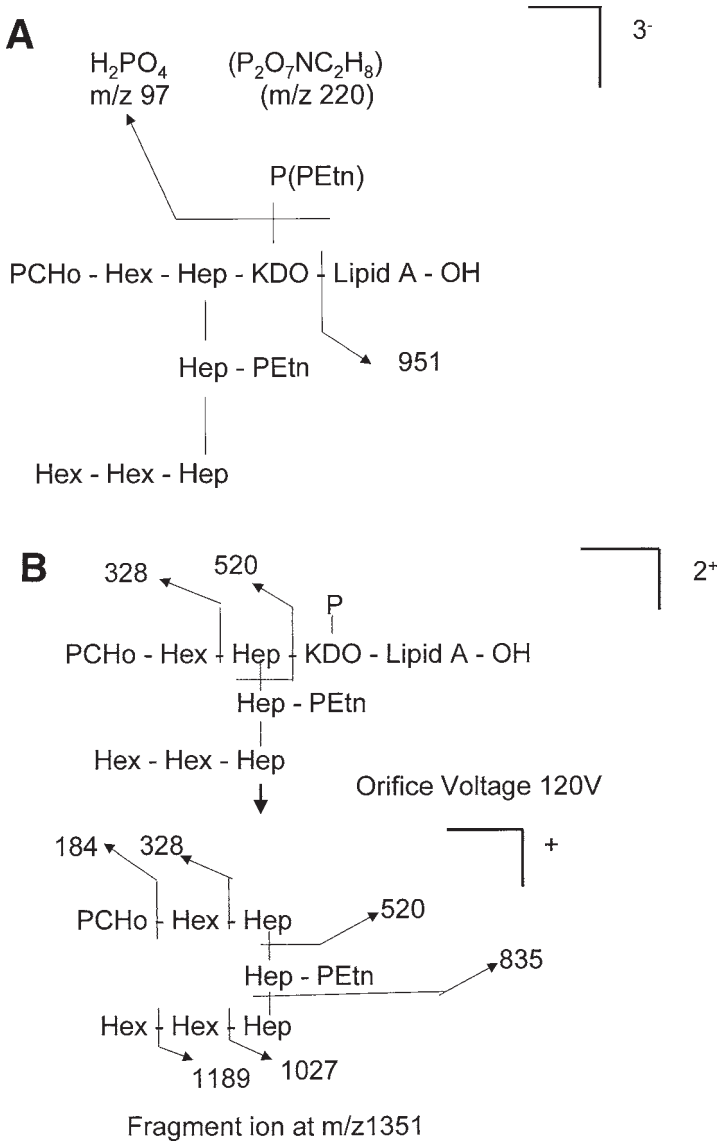 A
3-
H2PO4 (P2O7NC2H8)
m/z 97 (m/z 220)
P(PEtn)
PCHo - Hex - Hep - KDO - Lipid A - OH
951
Hep - PEtn
Hex - Hex - Hep
B
2+
328 520
P
PCHo - Hex - Hep - KDO - Lipid A - OH
Hep - PEtn
Hex - Hex - Hep
Orifice Voltage 120V
+
184 328
PCHo - Hex - Hep
520
Hep - PEtn
835
Hex - Hex - Hep
1189 1027
Fragment ion at m/z1351